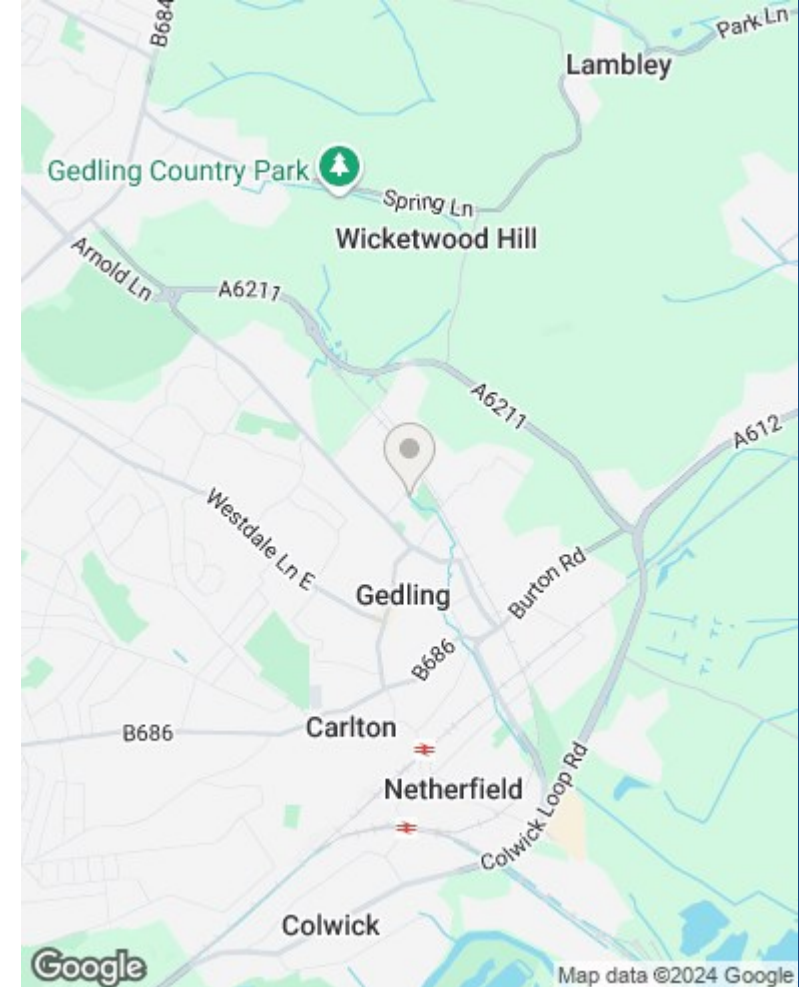 B684
Park Ln
Lambley
Gedling Country Park
Spring Ln
Wicketwood Hill
Arnold Ln
A6211
A6211
A612
Westdale Ln E
Burton Rd
Gedling
B686
B686
Carlton
Netherfield
Colwick Loop Rd
Colwick
Google
Map data ©2024 Google